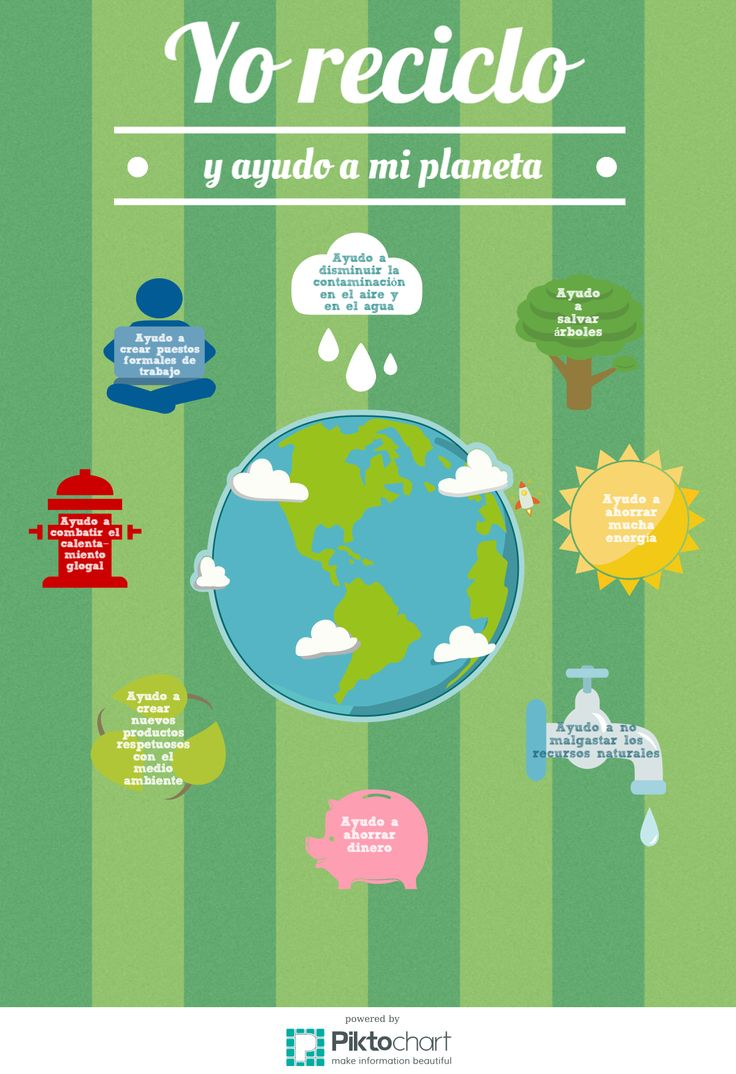 Yo reciclo
y ayudo a mi planeta
Ayudo a
disminuir la
contaminación
en el aire y
en el agua
Ayudo
a
salvar
árboles
Ayudo a
crear puestos
formales de
trabajo
Ayudo a
ahorrar
mucha
energía
Ayudo a
combatir el
calenta-
miento
glogal
Ayudo a
crear
nuevos
productos
respetuosos
con el
medio
ambiente
Ayudo a no
malgastar los
recursos naturales
Ayudo a
ahorrar
dinero
powered by
Piktochart
make information beautiful